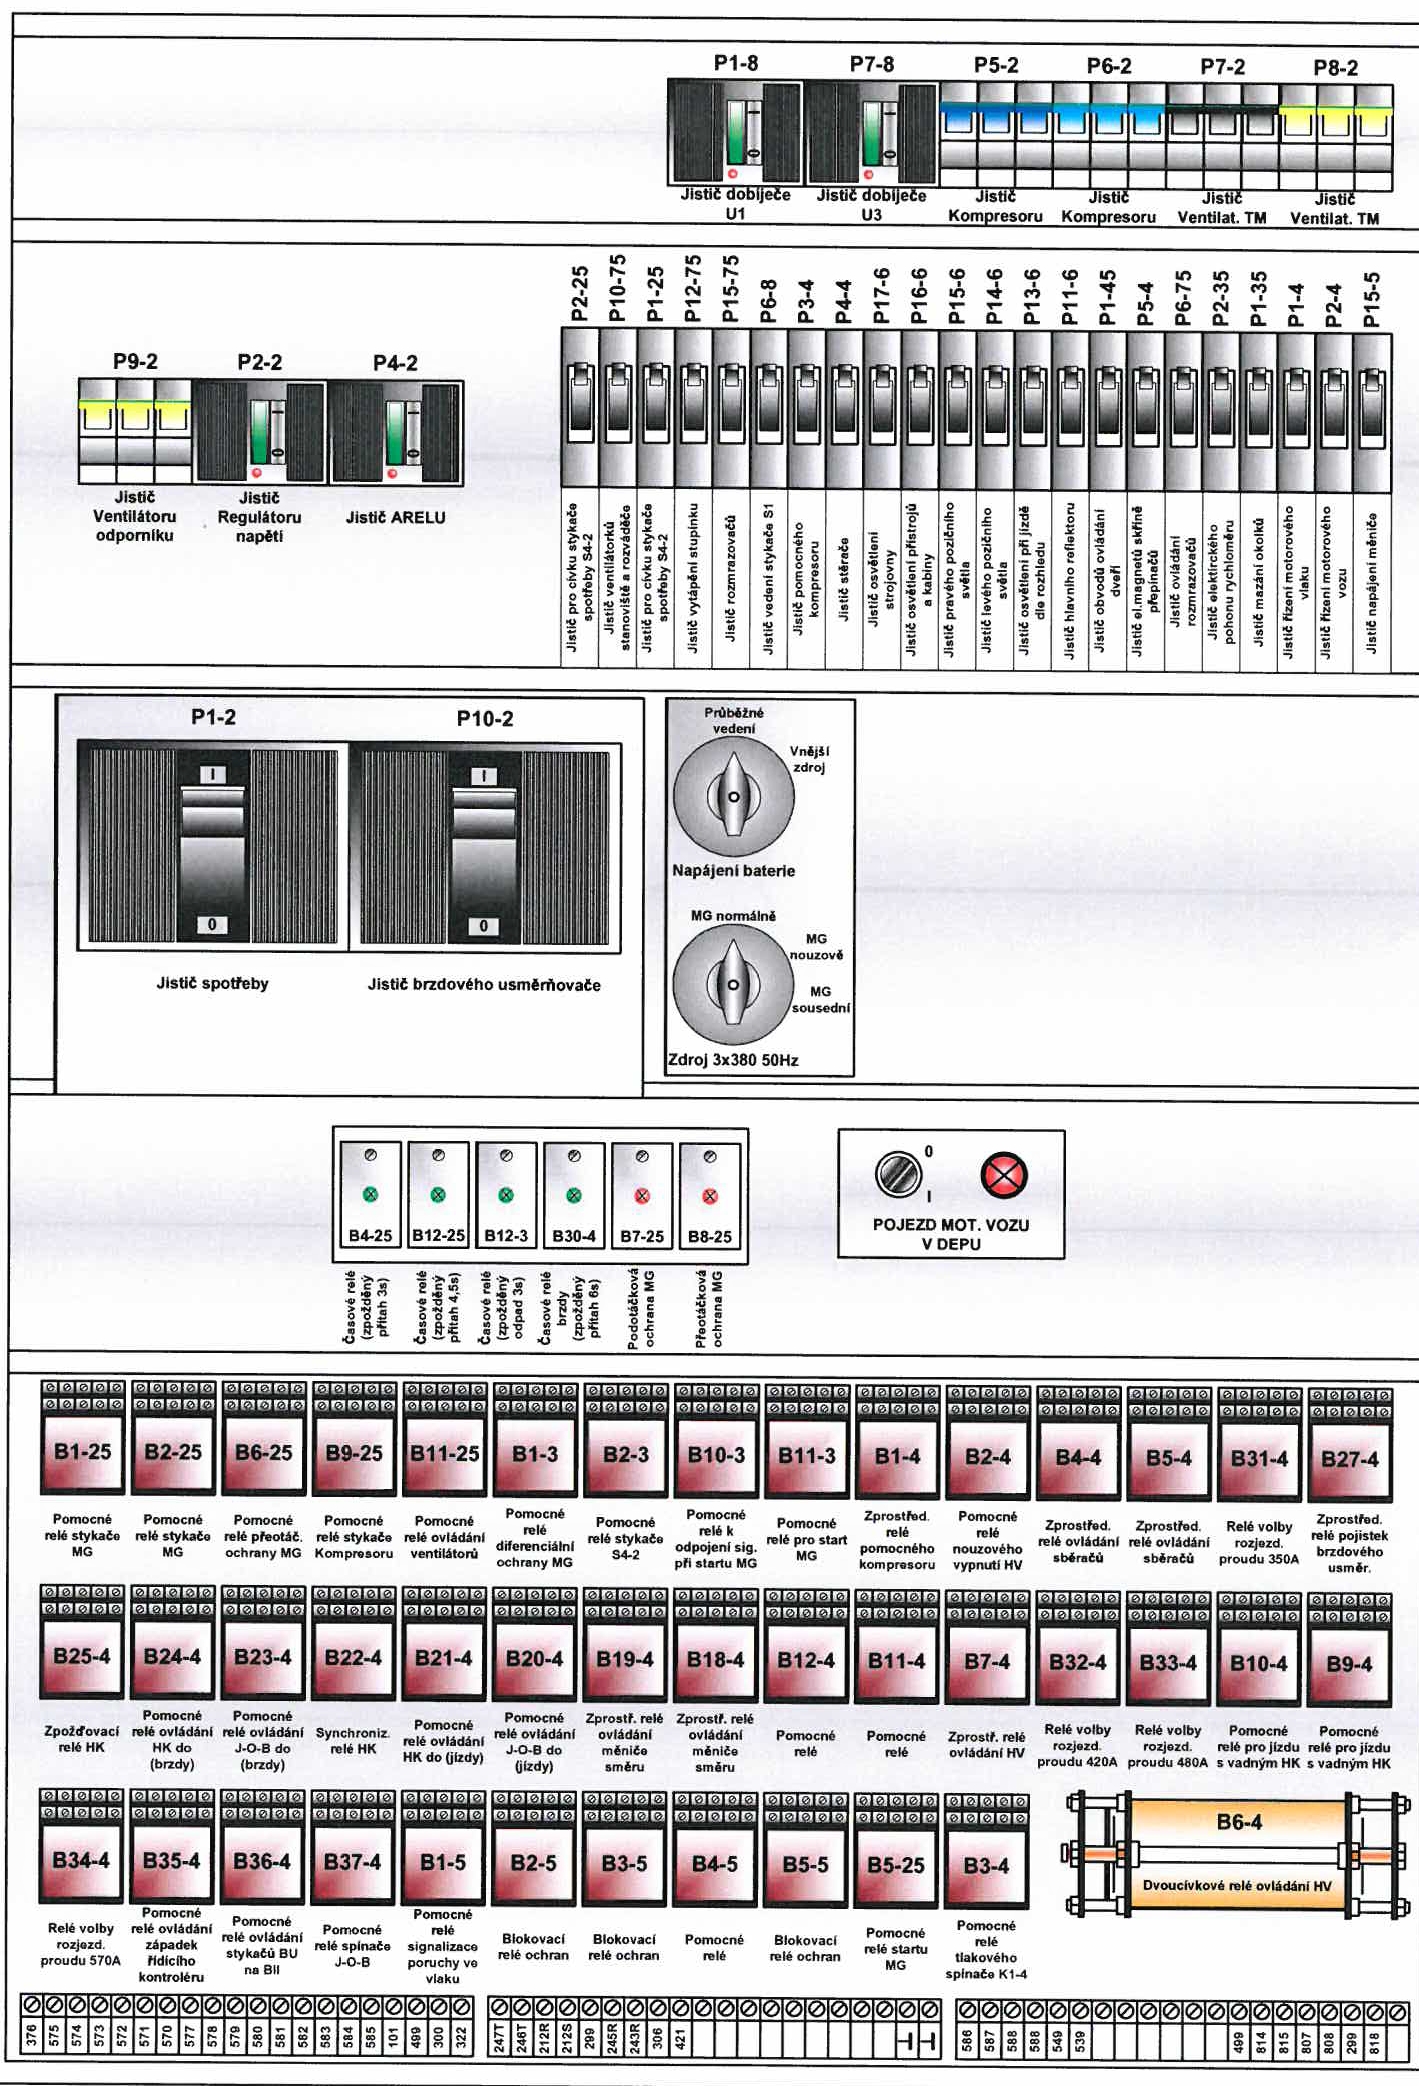 P1-8
P7-8
P5-2
P6-2
P7-2
P8-2
Jistič dobíječe
U1
Jistič dobíječe
U3
Jistič
Kompresoru
Jistič
Kompresoru
Jistič
Ventilat. TM
Jistič
Ventilat. TM
P9-2
P2-2
P4-2
Jistič
Ventilátoru
odporníku
Jistič
Regulátoru
napětí
Jistič ARELU
P2-25
P10-75
P1-25
P12-75
P15-75
P6-8
P3-4
P4-4
P17-6
P16-6
P15-6
P14-6
P13-6
P11-6
P1-45
P5-4
P6-75
P2-35
P1-35
P1-4
P2-4
P15-5
Jistič pro cívku stykače
spotřeby S4-2
Jistič ventilátorků
stanoviště a rozváděče
Jistič pro cívku stykače
spotřeby S4-2
Jistič vytápění stupínku
Jistič rozmrazovačů
Jistič vedení stykače S1
Jistič pomocného
kompresoru
Jistič stěrače
Jistič osvětlení
strojovny
Jistič osvětlení přístrojů
a kabiny
Jistič pravého pozičního
světla
Jistič levého pozičního
světla
Jistič osvětlení při jízdě
dle rozhledu
Jistič hlavního reflektoru
Jistič obvodů ovládání
dveří
Jistič el.magnetů skříně
přepínačů
Jistič ovládání
rozmrazovačů
Jistič elektirckého
pohonu rychloměru
Jistič mazání okolků
Jistič řízení motorového
vlaku
Jistič řízení motorového
vozu
Jistič napájení měniče
P1-2
P10-2
I
0
I
0
Jistič spotřeby
Jistič brzdového usměrňovače
Průběžné
vedení
Vnější
zdroj
Napájení baterie
MG normálně
MG
nouzově
MG
sousední
Zdroj 3x380 50Hz
B4-25
B12-25
B12-3
B30-4
B7-25
B8-25
Časové relé
(zpožděný
přítah 3s)
Časové relé
(zpožděný
přítah 4,5s)
Časové relé
(zpožděný
odpad 3s)
Časové relé
brzdy
(zpožděný
přítah 6s)
Podotáčková
ochrana MG
Přeotáčková
ochrana MG
0
I
POJEZD MOT. VOZU
V DEPU
B1-25
B2-25
B6-25
B9-25
B11-25
B1-3
B2-3
B10-3
B11-3
B1-4
B2-4
B4-4
B5-4
B31-4
B27-4
Pomocné
relé stykače
MG
Pomocné
relé stykače
MG
Pomocné
relé přeotáč.
ochrany MG
Pomocné
relé stykače
Kompresoru
Pomocné
relé ovládání
ventilátorů
Pomocné
relé
diferenciální
ochrany MG
Pomocné
relé stykače
S4-2
Pomocné
relé k
odpojení sig.
při startu MG
Pomocné
relé pro start
MG
Zprostřed.
relé
pomocného
kompresoru
Pomocné
relé
nouzového
vypnutí HV
Zprostřed.
relé ovládání
sběračů
Zprostřed.
relé ovládání
sběračů
Relé volby
rozjezd.
proudu 350A
Zprostřed.
relé pojistek
brzdového
usměr.
B25-4
B24-4
B23-4
B22-4
B21-4
B20-4
B19-4
B18-4
B12-4
B11-4
B7-4
B32-4
B33-4
B10-4
B9-4
Zpožďovací
relé HK
Pomocné
relé ovládání
HK do
(brzdy)
Pomocné
relé ovládání
J-O-B do
(brzdy)
Synchroniz.
relé HK
Pomocné
relé ovládání
HK do (jízdy)
Pomocné
relé ovládání
J-O-B do
(jízdy)
Zprostř. relé
ovládání
měniče
směru
Zprostř. relé
ovládání
měniče
směru
Pomocné
relé
Pomocné
relé
Zprostř. relé
ovládání HV
Relé volby
rozjezd.
proudu 420A
Relé volby
rozjezd.
proudu 480A
Pomocné
relé pro jízdu
s vadným HK
Pomocné
relé pro jízdu
s vadným HK
B34-4
B35-4
B36-4
B37-4
B1-5
B2-5
B3-5
B4-5
B5-5
B5-25
B3-4
B6-4
Dvoucívkové relé ovládání HV
Relé volby
rozjezd.
proudu 570A
Pomocné
relé ovládání
západek
řídícího
kontroléru
Pomocné
relé ovládání
stykačů BU
na BII
Pomocné
relé spínače
J-O-B
Pomocné
relé
signalizace
poruchy ve
vlaku
Blokovací
relé ochran
Blokovací
relé ochran
Pomocné
relé
Blokovací
relé ochran
Pomocné
relé startu
MG
Pomocné
relé
tlakového
spínače K1-4
376
575
574
573
572
571
570
577
578
579
580
581
582
583
584
585
101
499
300
322
247T
246T
212R
212S
299
245R
243R
306
421
586
587
588
588
549
539
499
814
815
807
808
299
818